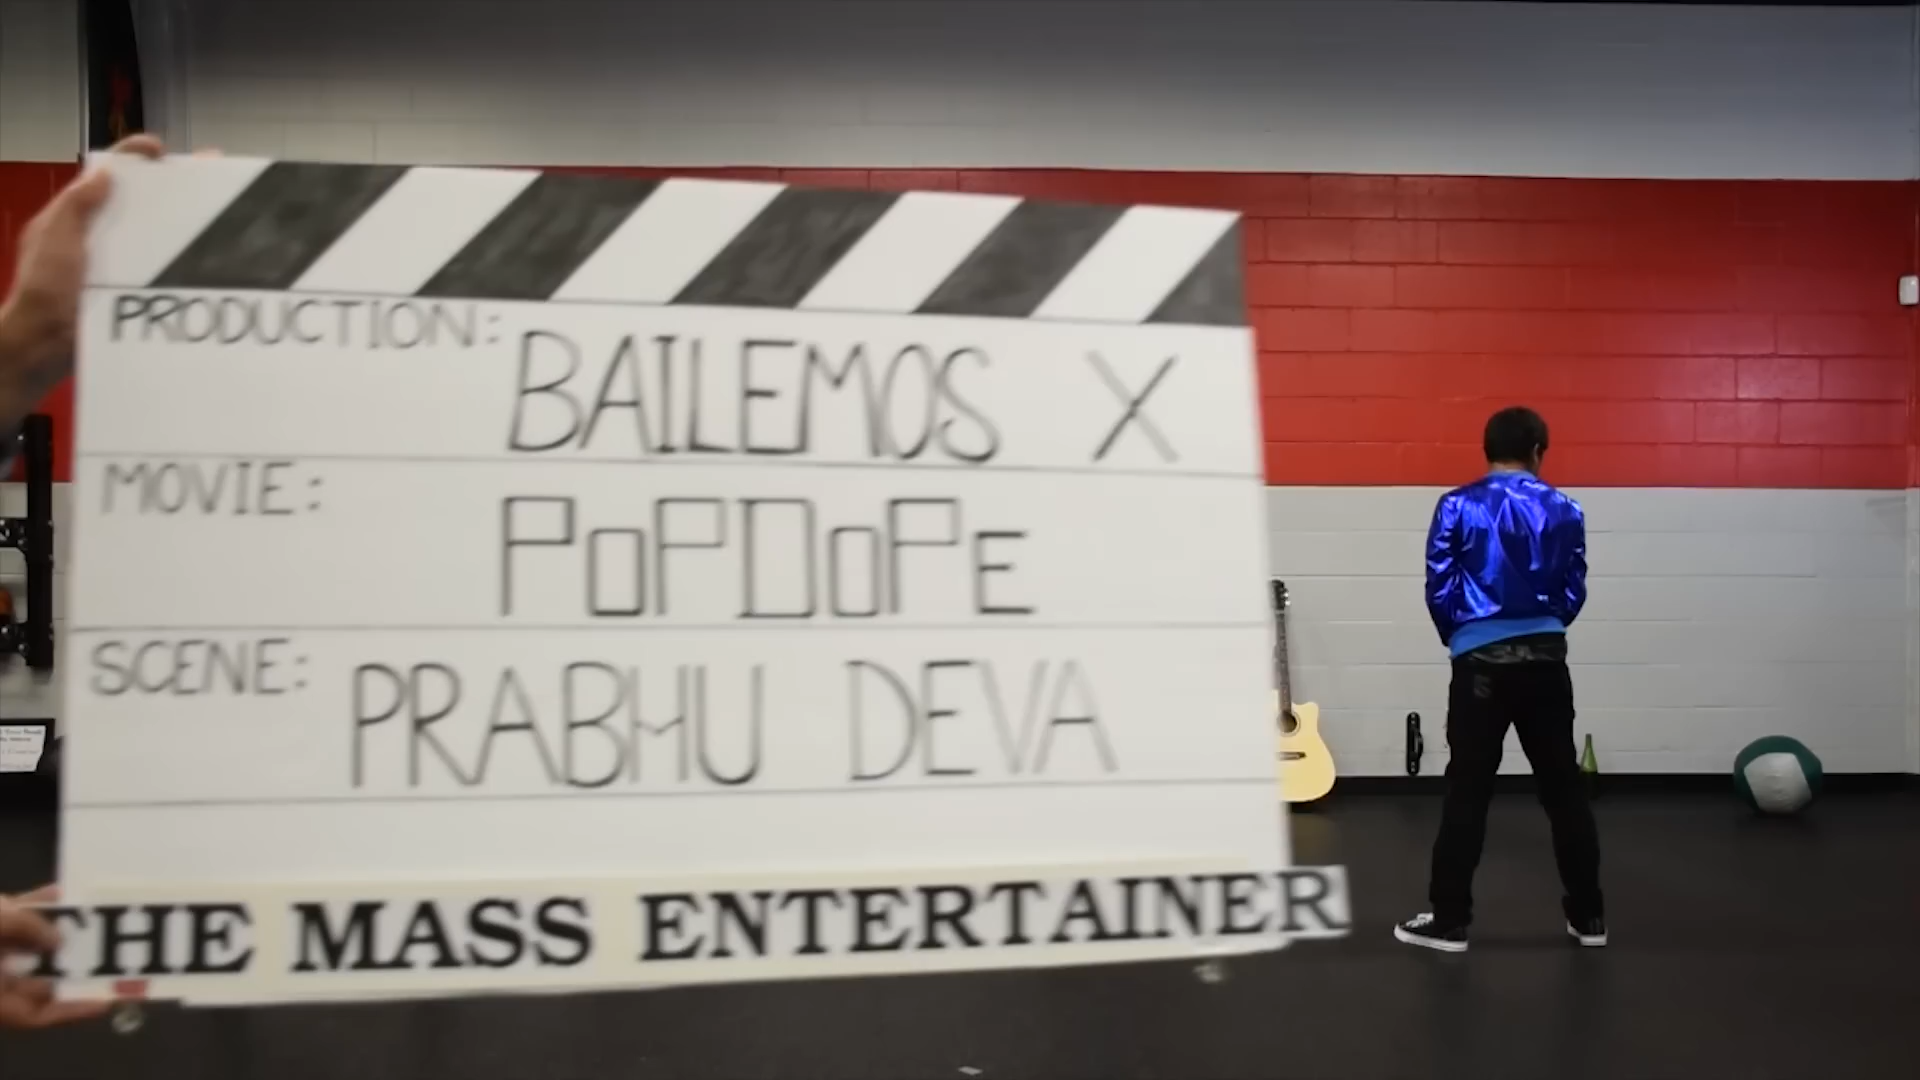 PRODUCTION: BAILEMOS X
MOVIE: PoPDoPe
SCENE: PRABHU DEVA
THE MASS ENTERTAINER